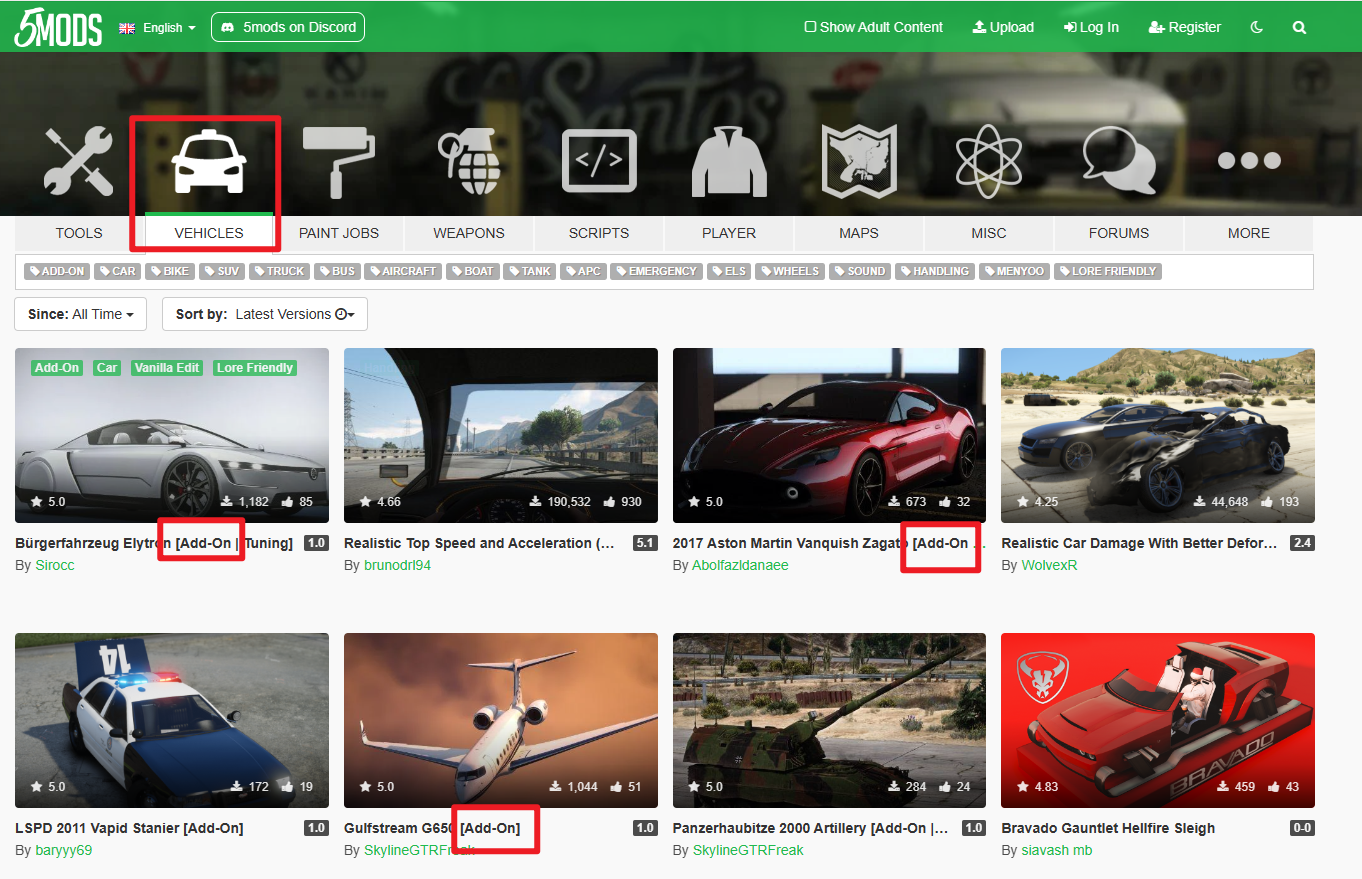 5MODS English 5mods on Discord Show Adult Content Upload Log In Register
Los Santos
TOOLS VEHICLES PAINT JOBS WEAPONS SCRIPTS PLAYER MAPS MISC FORUMS MORE
ADD-ON CAR BIKE SUV TRUCK BUS AIRCRAFT BOAT TANK APC EMERGENCY ELS WHEELS SOUND HANDLING MENYOO LORE FRIENDLY
Since: All Time Sort by: Latest Versions
Add-On Car Vanilla Edit Lore Friendly
5.0 1,182 85 4.66 190,532 930 5.0 673 32 4.25 44,648 193
Bürgerfahrzeug Elytron [Add-On | Tuning] 1.0 Realistic Top Speed and Acceleration (... 5.1 2017 Aston Martin Vanquish Zagato [Add-On ... Realistic Car Damage With Better Defor... 2.4
By Sirocc By brunodrl94 By Abolfazldanaee By WolvexR
14
5.0 172 19 5.0 1,044 51 5.0 284 24 4.83 459 43
BRAVADO
LSPD 2011 Vapid Stanier [Add-On] 1.0 Gulfstream G650 [Add-On] 1.0 Panzerhaubitze 2000 Artillery [Add-On |... 1.0 Bravado Gauntlet Hellfire Sleigh 0-0
By baryyy69 By SkylineGTRFreak By SkylineGTRFreak By siavash mb